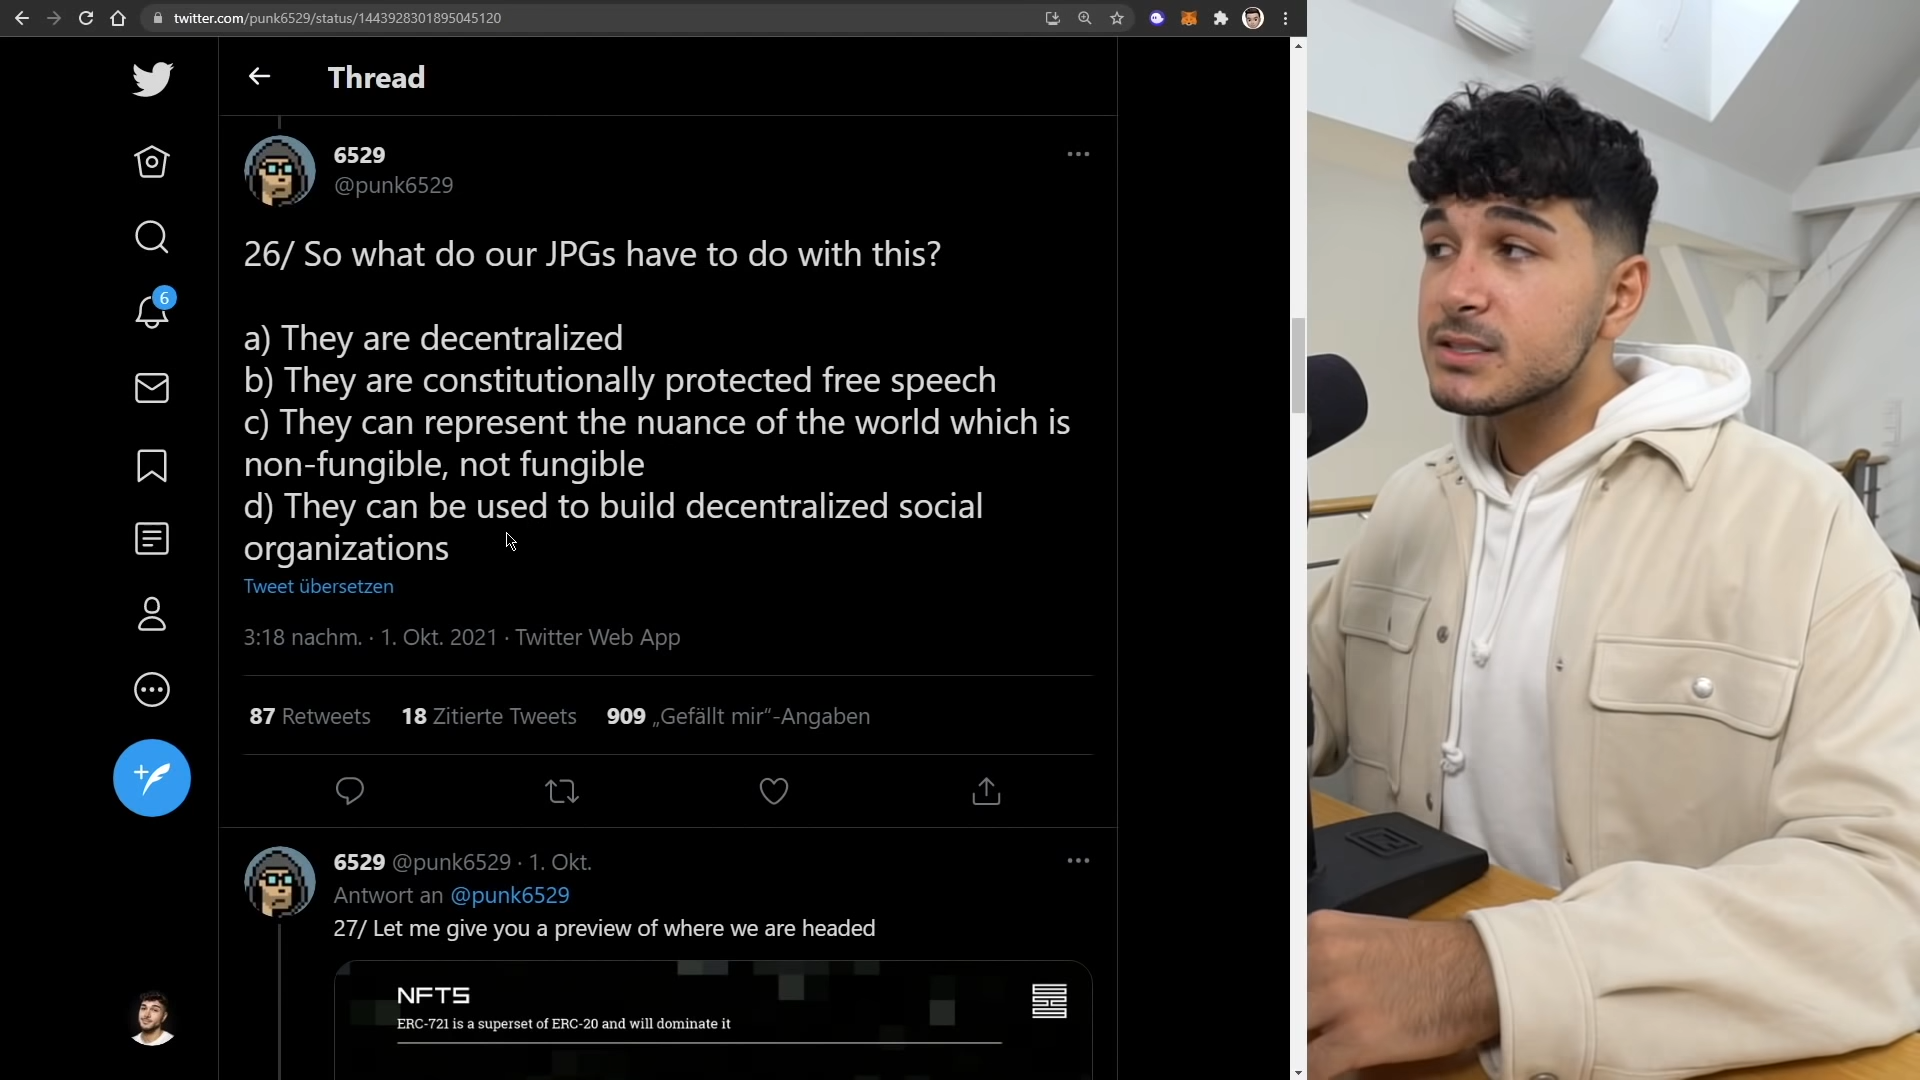 twitter.com/punk6529/status/1443928301895045120
Thread
6529
@punk6529
26/ So what do our JPGs have to do with this?
a) They are decentralized
b) They are constitutionally protected free speech
c) They can represent the nuance of the world which is
non-fungible, not fungible
d) They can be used to build decentralized social
organizations
Tweet übersetzen
3:18 nachm. · 1. Okt. 2021 · Twitter Web App
87 Retweets 18 Zitierte Tweets 909 „Gefällt mir“-Angaben
6
6529 @punk6529 · 1. Okt.
Antwort an @punk6529
27/ Let me give you a preview of where we are headed
NFTS
ERC-721 is a superset of ERC-20 and will dominate it